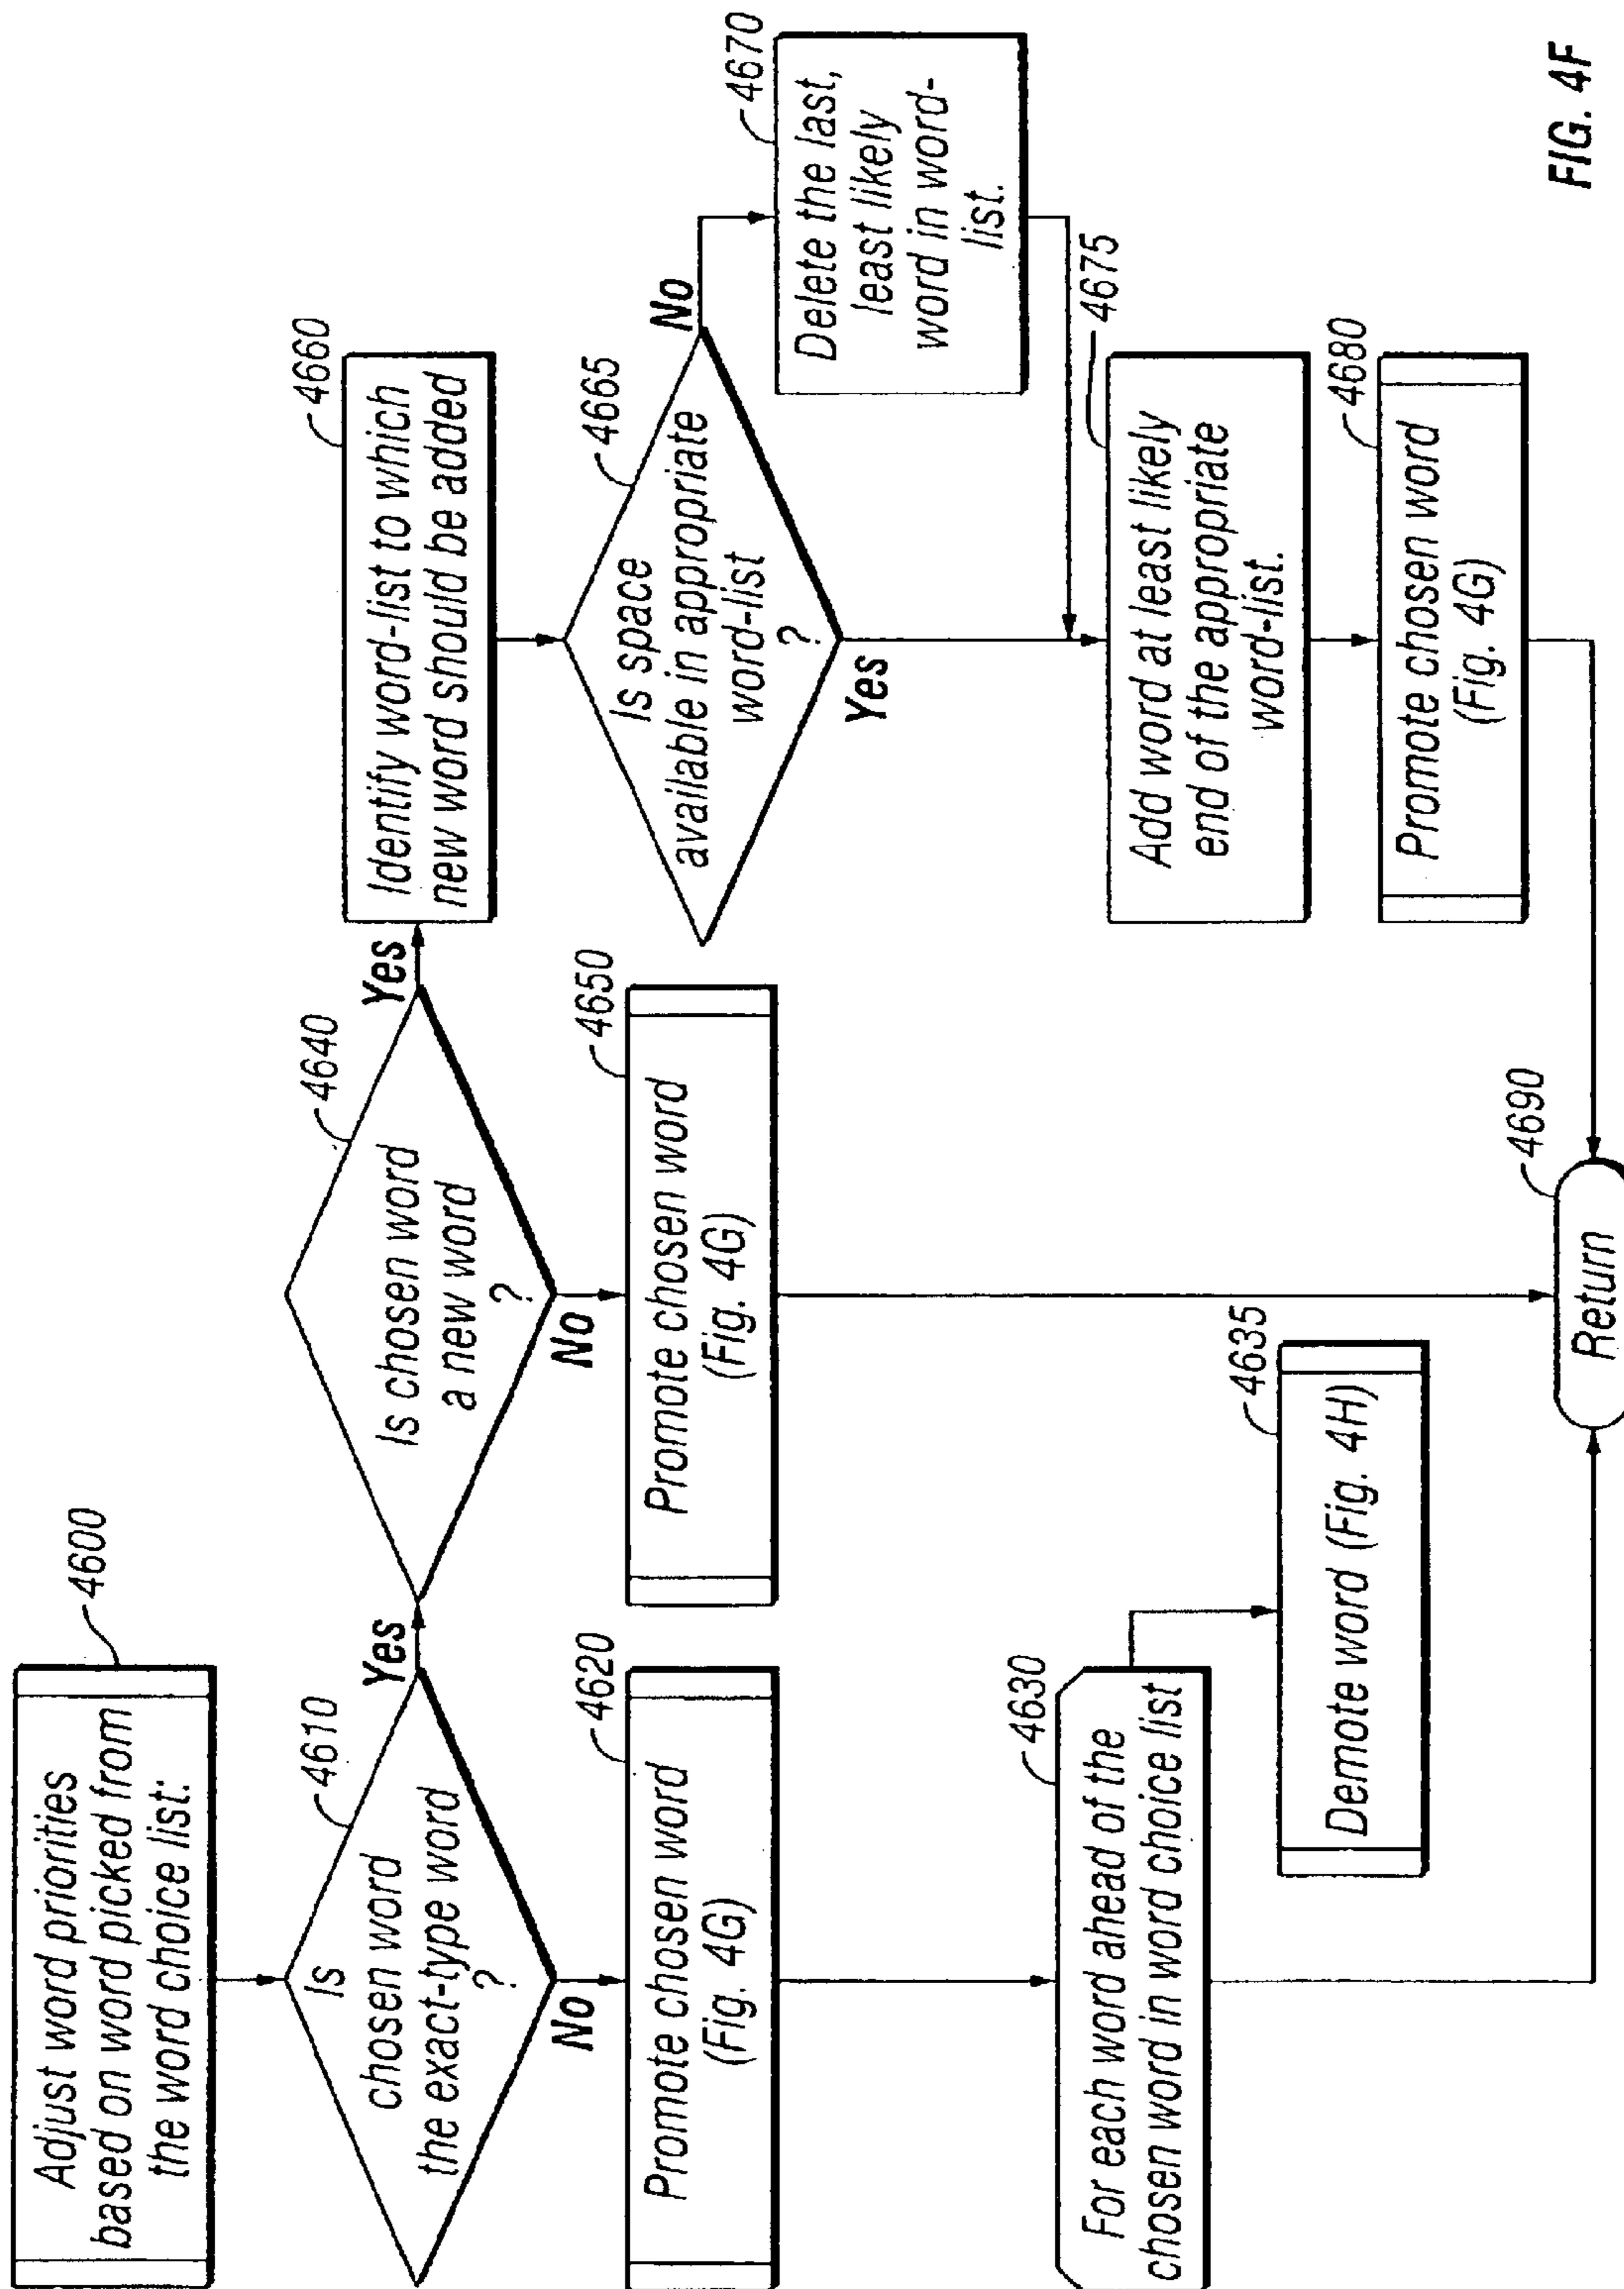 4600
Adjust word priorities
based on word picked from
the word choice list:
4610
Is
chosen word
the exact-type word
?
Yes
No
4620
Promote chosen word
(Fig. 4G)
4630
For each word ahead of the
chosen word in word choice list
4635
Demote word (Fig. 4H)
4640
Is chosen word
a new word
?
Yes
No
4650
Promote chosen word
(Fig. 4G)
4660
Identify word-list to which
new word should be added
4665
Is space
available in appropriate
word-list
?
No
Yes
4670
Delete the last,
least likely
word in word-
list.
4675
Add word at least likely
end of the appropriate
word-list.
4680
Promote chosen word
(Fig. 4G)
4690
Return
FIG. 4F